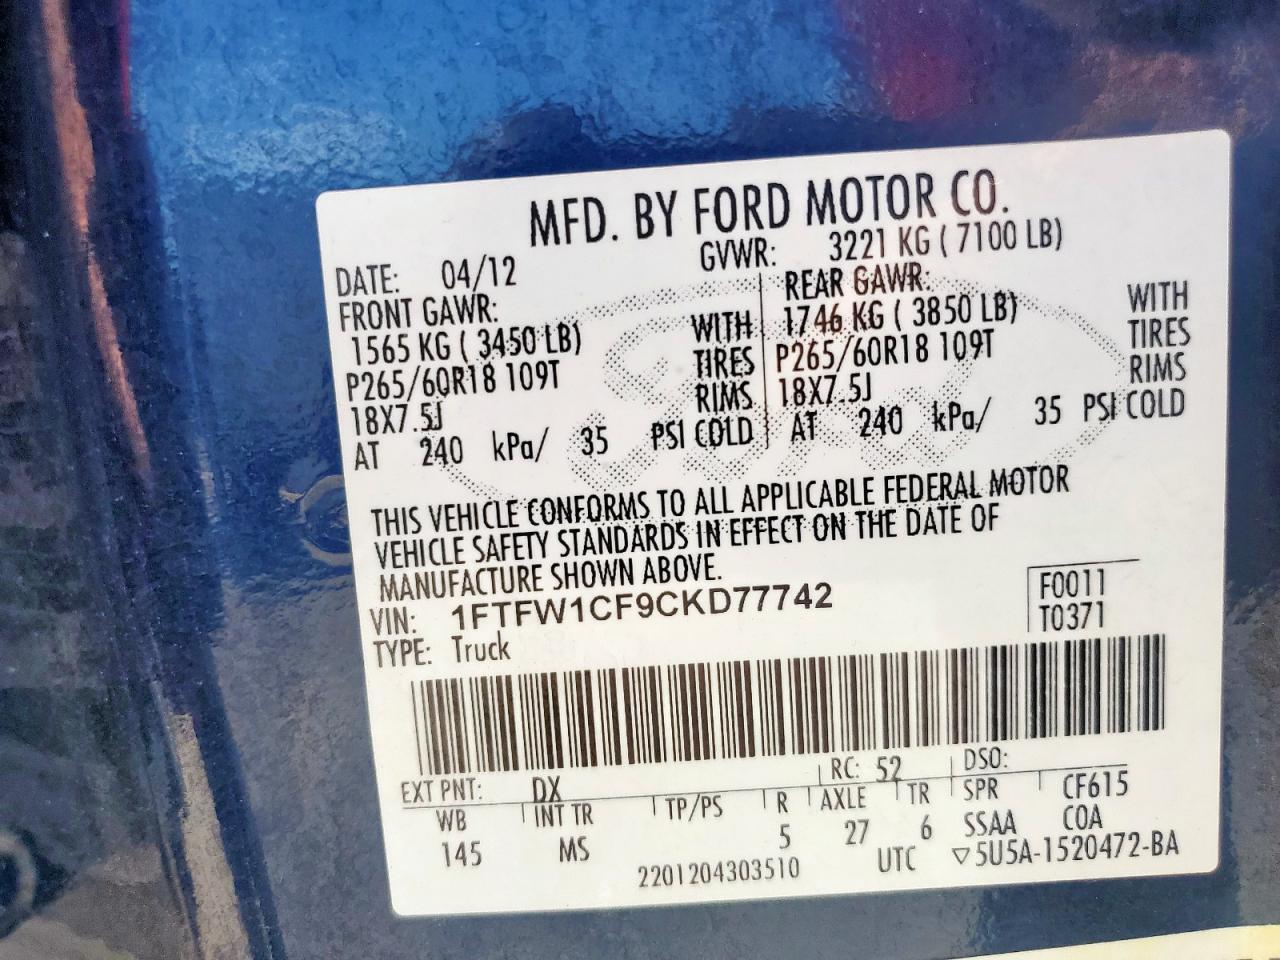 MFD. BY FORD MOTOR CO.
DATE: 04/12 GVWR: 3221 KG ( 7100 LB)
FRONT GAWR: REAR GAWR:
1565 KG ( 3450 LB) WITH 1746 KG ( 3850 LB) WITH
P265/60R18 109T TIRES P265/60R18 109T TIRES
18X7.5J RIMS 18X7.5J RIMS
AT 240 kPa/ 35 PSI COLD AT 240 kPa/ 35 PSI COLD
THIS VEHICLE CONFORMS TO ALL APPLICABLE FEDERAL MOTOR
VEHICLE SAFETY STANDARDS IN EFFECT ON THE DATE OF
MANUFACTURE SHOWN ABOVE.
VIN: 1FTFW1CF9CKD77742 F0011
TYPE: Truck T0371
EXT PNT: DX RC: 52 DSO:
WB INT TR TP/PS R AXLE TR SPR CF615
145 MS 5 27 6 SSAA COA
2201204303510 UTC ▽5U5A-1520472-BA